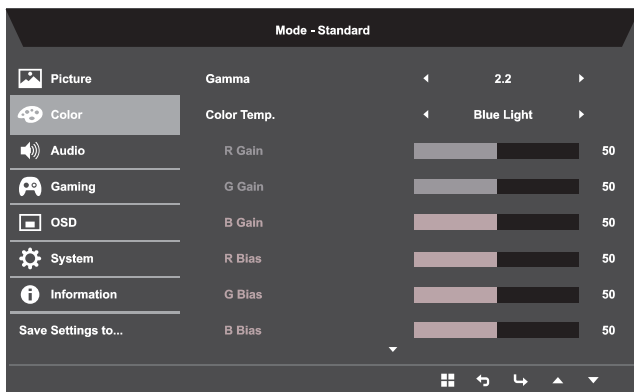 Mode - Standard
Picture
Gamma 2.2
Color
Color Temp. Blue Light
Audio
R Gain 50
Gaming
G Gain 50
OSD
B Gain 50
System
R Bias 50
Information
G Bias 50
Save Settings to...
B Bias 50